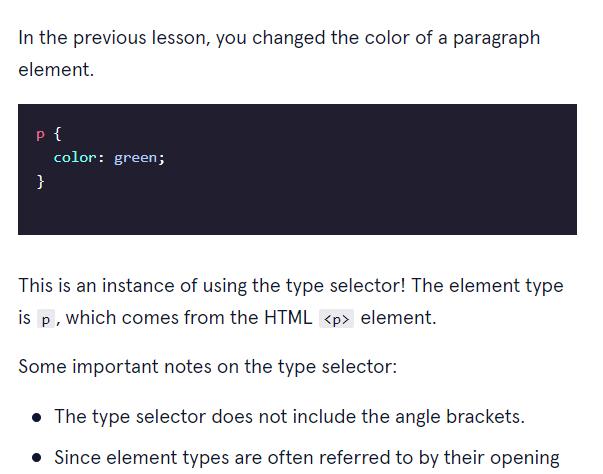 In the previous lesson, you changed the color of a paragraph
element.
p {
  color: green;
}
This is an instance of using the type selector! The element type
is p, which comes from the HTML <p> element.
Some important notes on the type selector:
• The type selector does not include the angle brackets.
• Since element types are often referred to by their opening